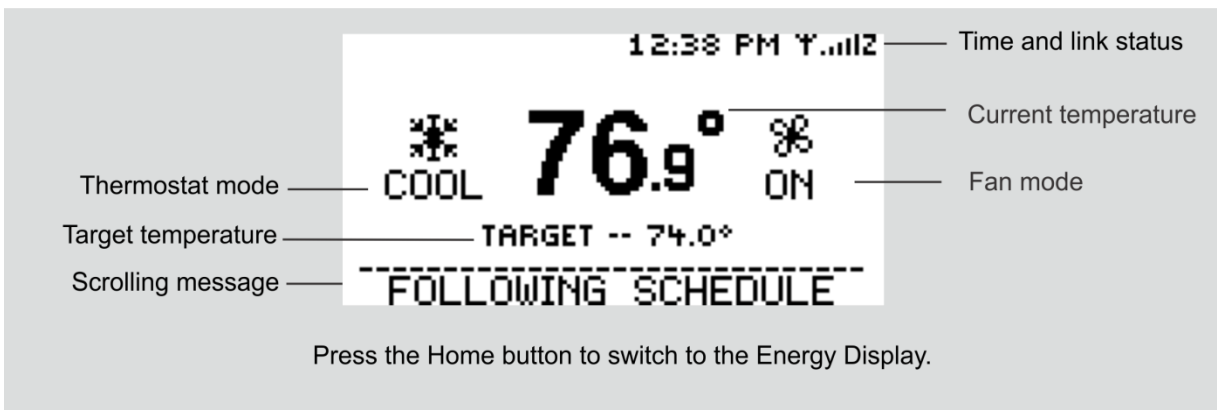 12:38 PM Z Time and link status
Current temperature
76.9°
Thermostat mode COOL ON Fan mode
Target temperature TARGET -- 74.0°
Scrolling message FOLLOWING SCHEDULE
Press the Home button to switch to the Energy Display.